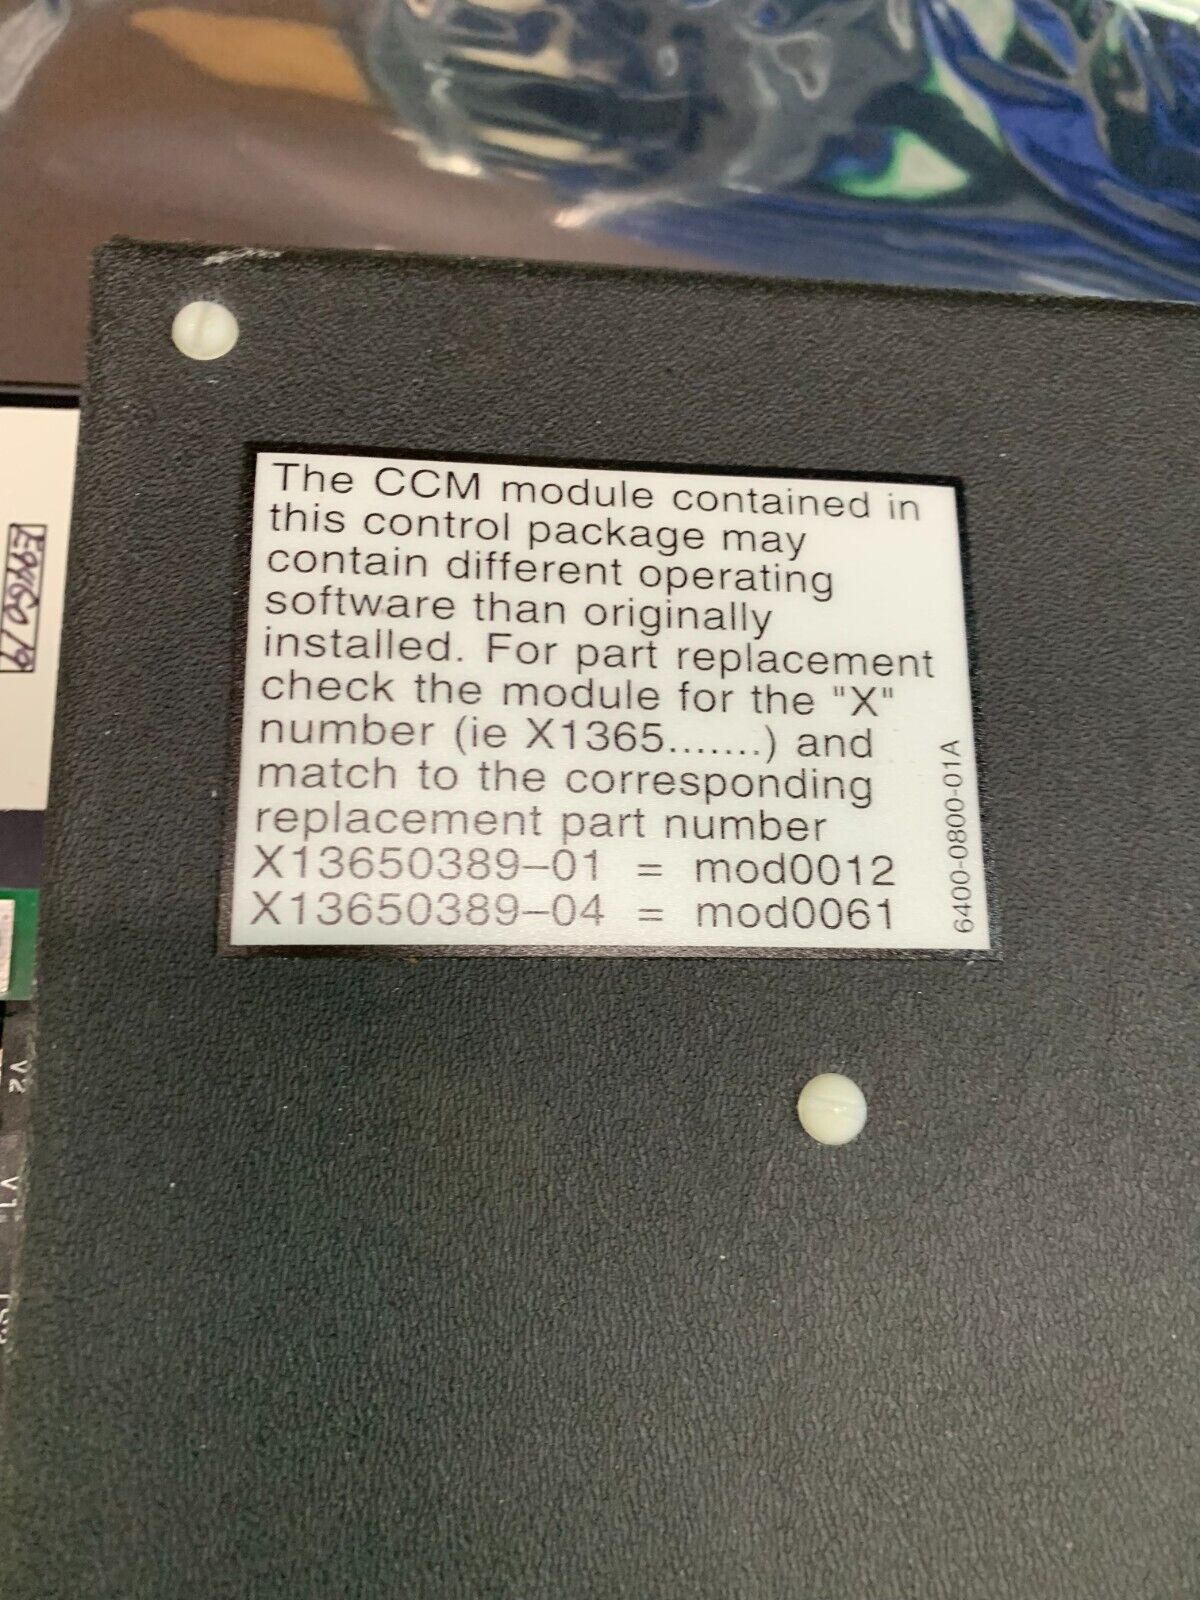 The CCM module contained in
this control package may
contain different operating
software than originally
installed. For part replacement
check the module for the "X"
number (ie X1365.......) and
match to the corresponding
replacement part number
X13650389–01 = mod0012
X13650389–04 = mod0061
6400-0800-01A
V2
V1